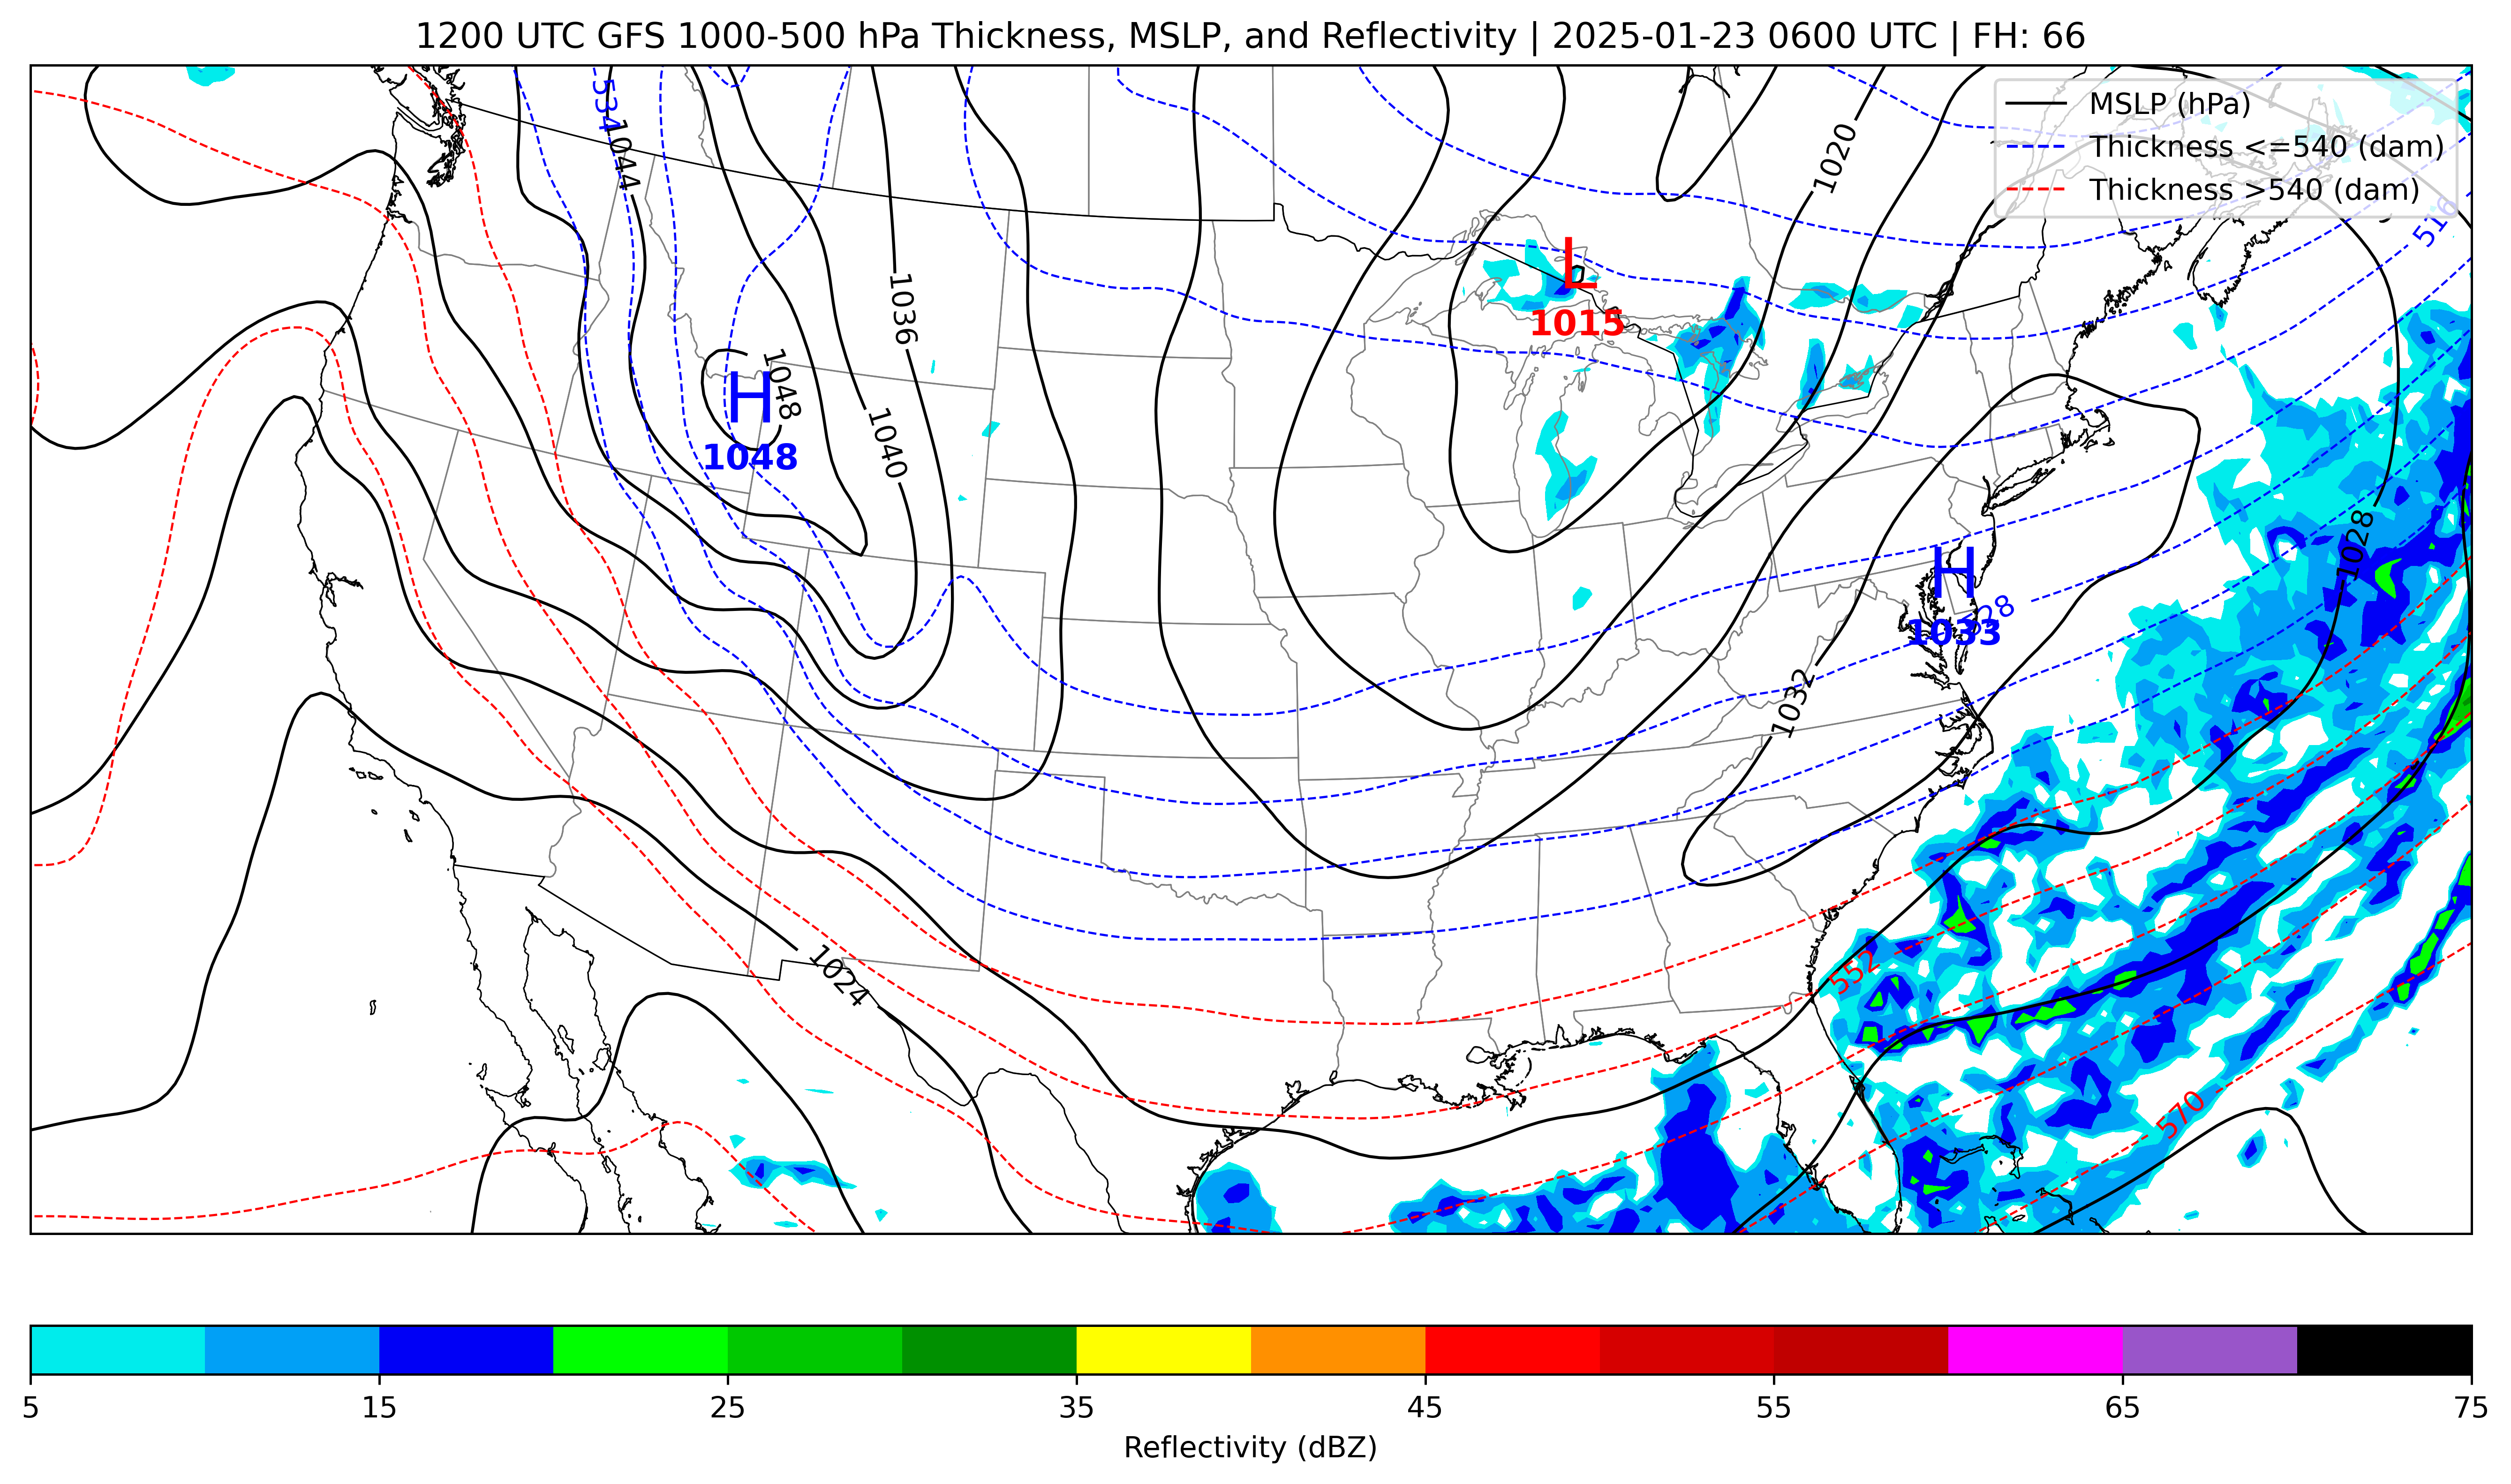 1200 UTC GFS 1000-500 hPa Thickness, MSLP, and Reflectivity | 2025-01-23 0600 UTC | FH: 66
MSLP (hPa)
Thickness <=540 (dam)
Thickness >540 (dam)
534
1044
1020
516
L
1015
1036
1048
H
1048
1040
1028
H
528
1033
1032
552
1024
570
5 15 25 35 45 55 65 75
Reflectivity (dBZ)